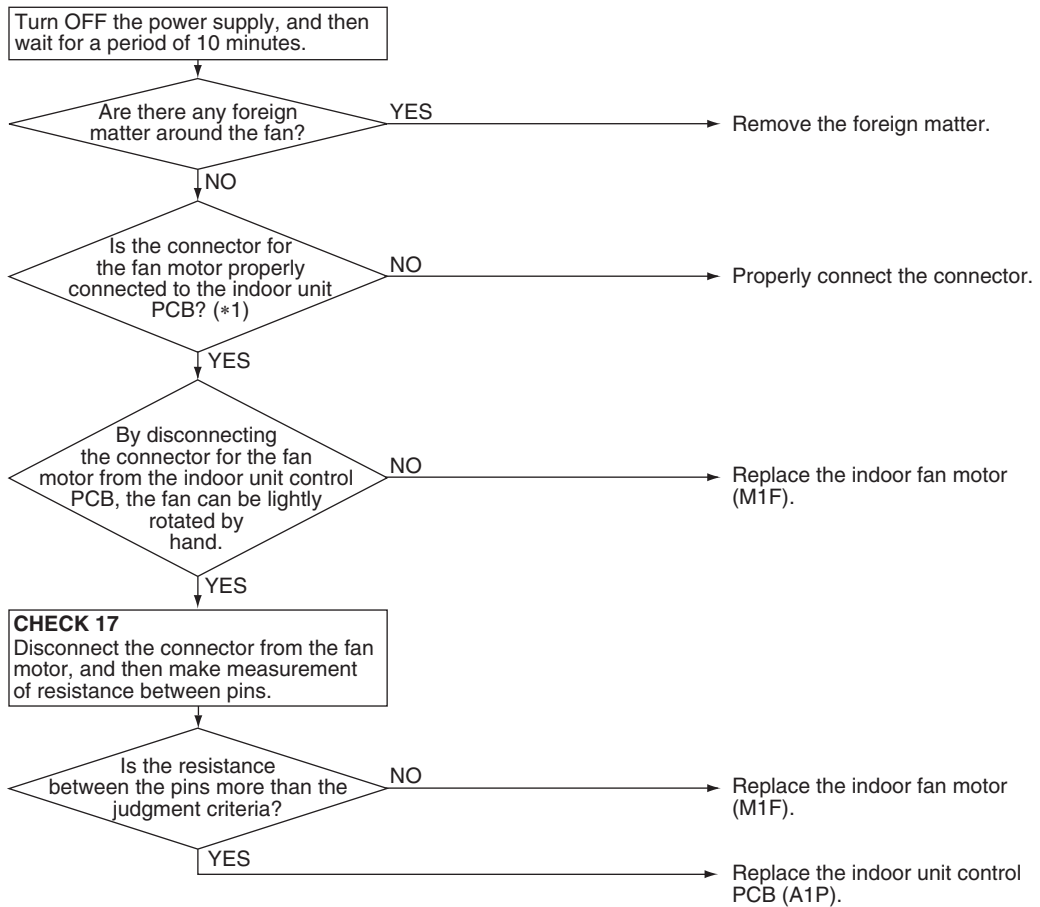 Turn OFF the power supply, and then
wait for a period of 10 minutes.
Are there any foreign
matter around the fan?
YES
Remove the foreign matter.
NO
Is the connector for
the fan motor properly
connected to the indoor unit
PCB? (*1)
NO
Properly connect the connector.
YES
By disconnecting
the connector for the fan
motor from the indoor unit control
PCB, the fan can be lightly
rotated by
hand.
NO
Replace the indoor fan motor
(M1F).
YES
CHECK 17
Disconnect the connector from the fan
motor, and then make measurement
of resistance between pins.
Is the resistance
between the pins more than the
judgment criteria?
NO
Replace the indoor fan motor
(M1F).
YES
Replace the indoor unit control
PCB (A1P).